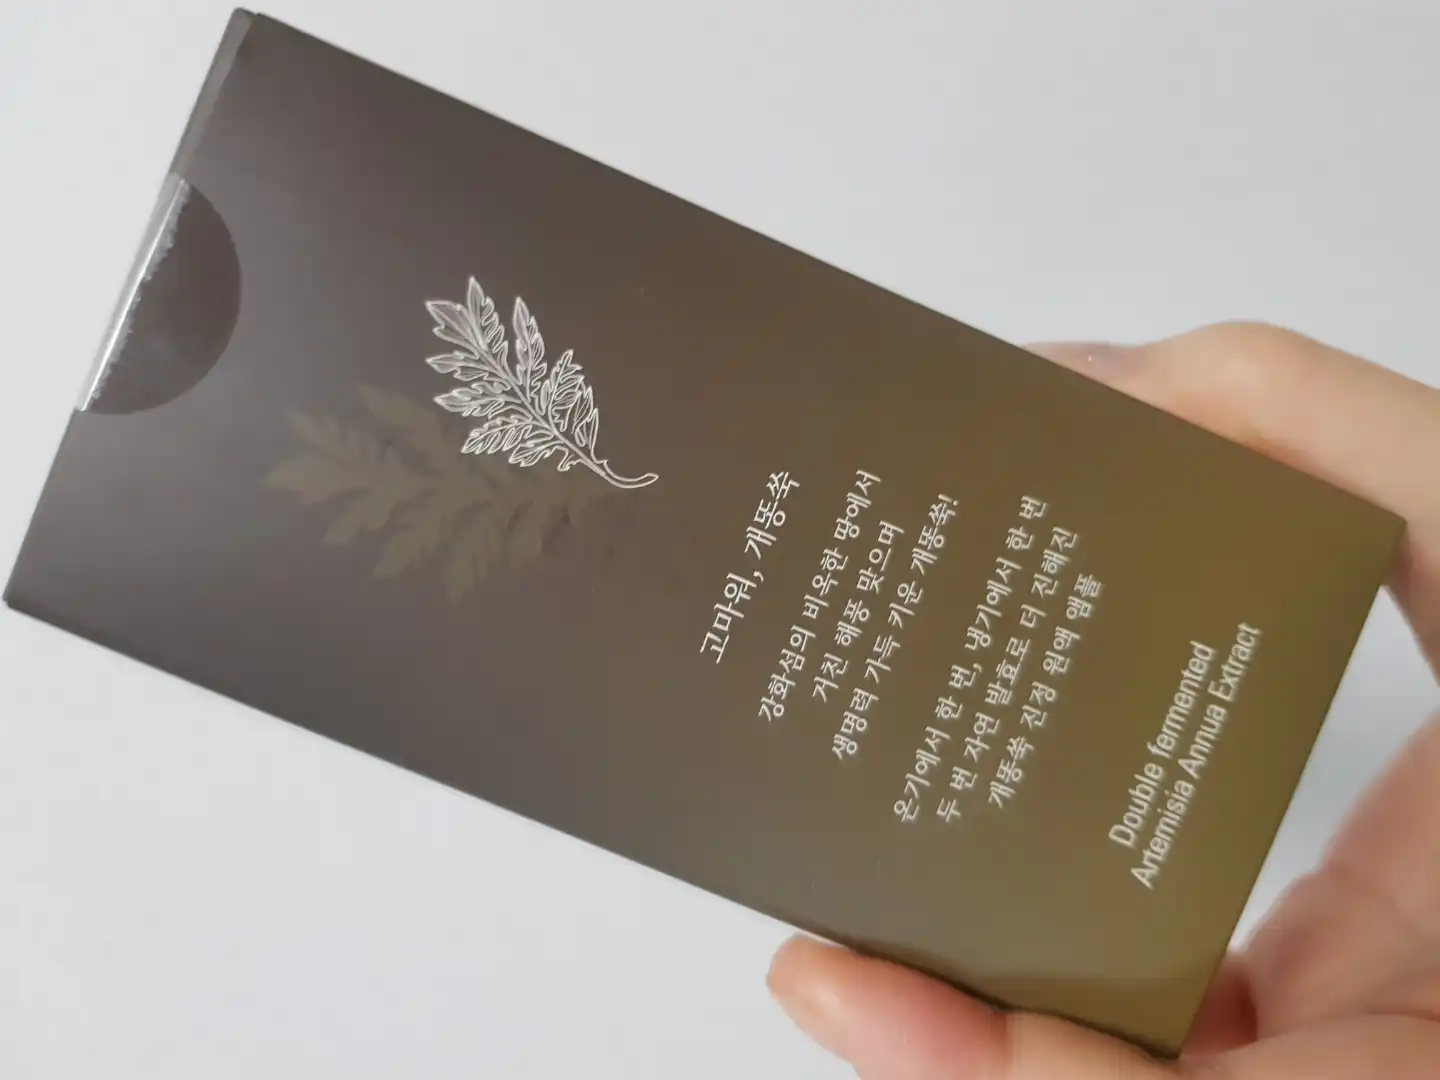 고마워, 개똥쑥
강화섬의 비옥한 땅에서
거친 해풍 맞으며
생명력 가득 키운 개똥쑥!
온기에서 한 번, 냉기에서 한 번
두 번 자연 발효로 더 진해진
개똥쑥 진정 원액 앰플
Double fermented
Artemisia Annua Extract